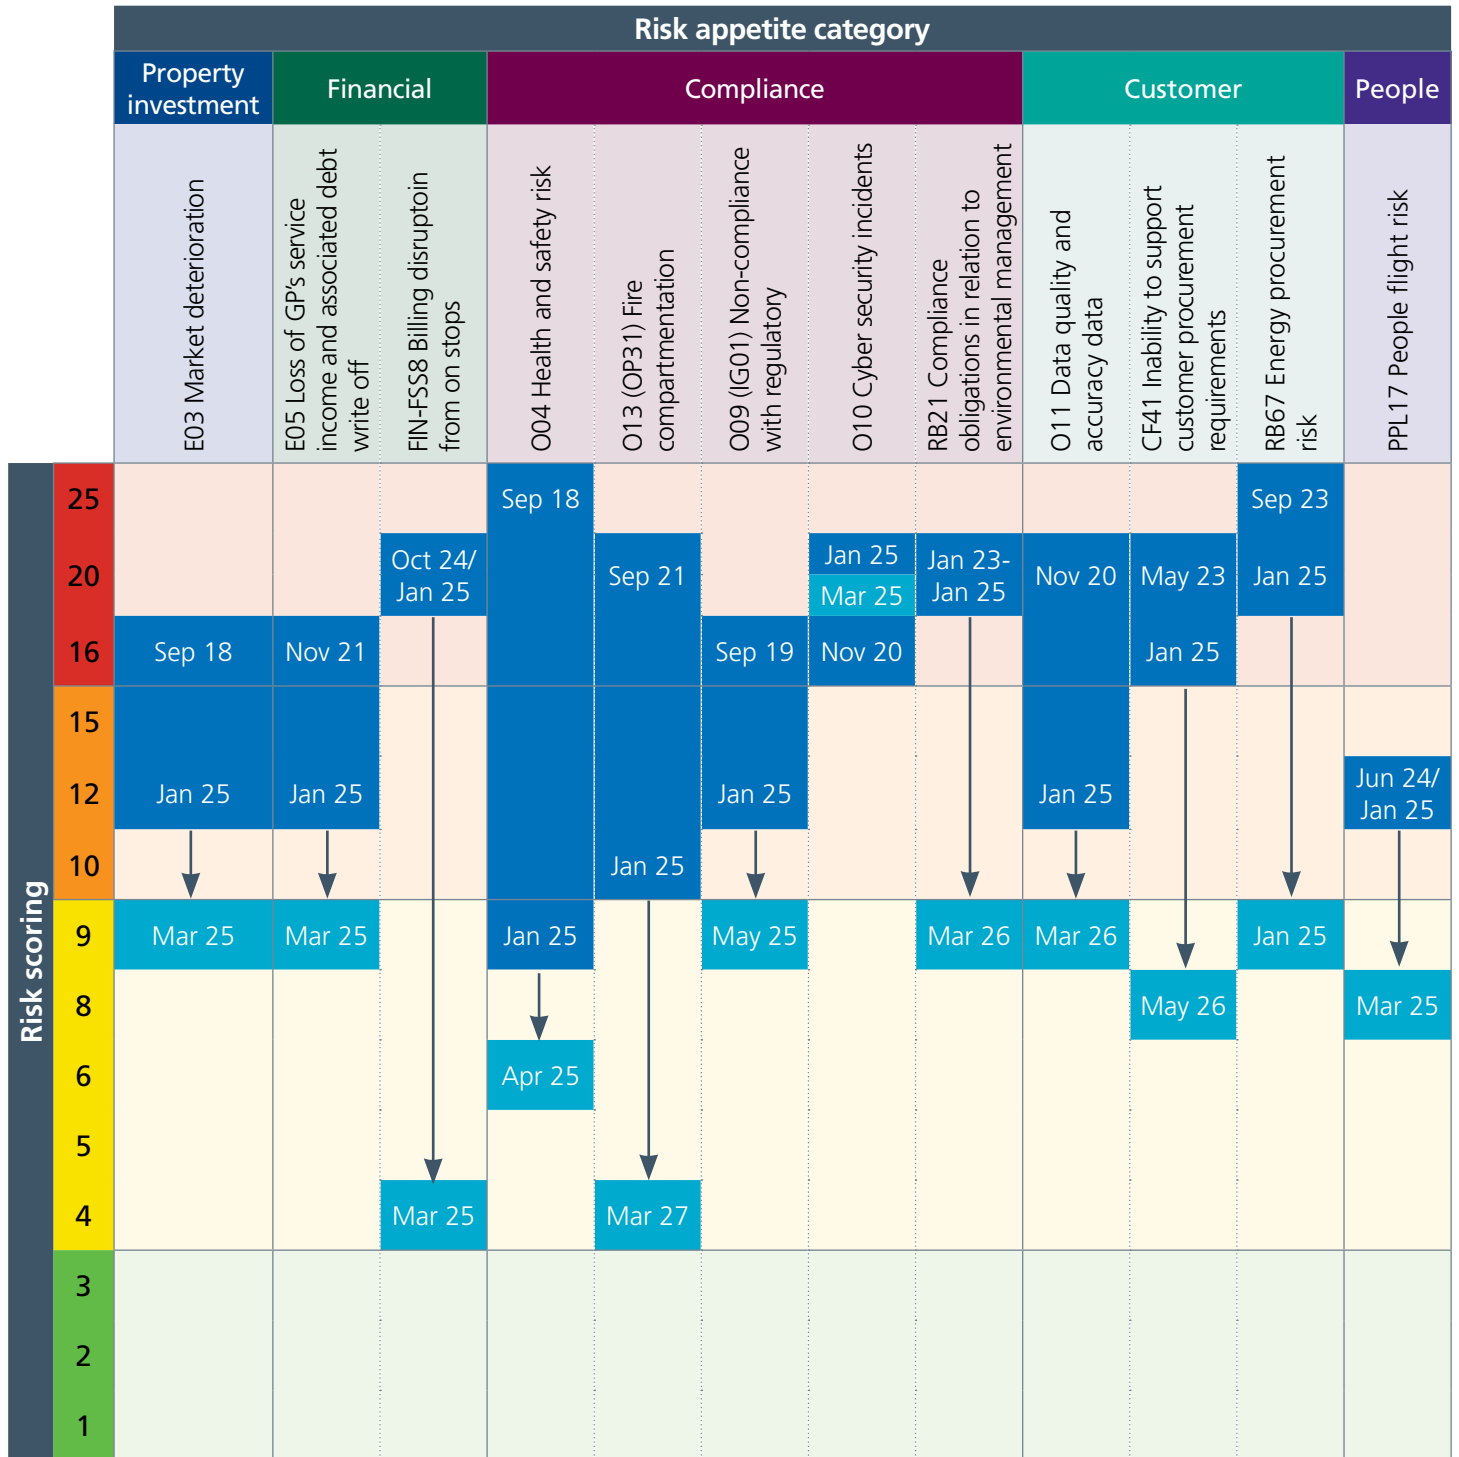 Risk appetite category
Property
investment
Financial
Compliance
Customer
People
E03 Market deterioration
E05 Loss of GP’s service
income and associated debt
write off
FIN-FSS8 Billing disruptoin
from on stops
O04 Health and safety risk
O13 (OP31) Fire
compartmentation
O09 (IG01) Non-compliance
with regulatory
O10 Cyber security incidents
RB21 Compliance
obligations in relation to
environmental management
O11 Data quality and
accuracy data
CF41 Inability to support
customer procurement
requirements
RB67 Energy procurement
risk
PPL17 People flight risk
Risk scoring
25
Sep 18
Sep 23
20
Oct 24/
Jan 25
Sep 21
Jan 25
Mar 25
Jan 23-
Jan 25
Nov 20
May 23
Jan 25
16
Sep 18
Nov 21
Sep 19
Nov 20
Jan 25
15
12
Jan 25
Jan 25
Jan 25
Jan 25
Jun 24/
Jan 25
10
Jan 25
9
Mar 25
Mar 25
Jan 25
May 25
Mar 26
Mar 26
Jan 25
8
May 26
Mar 25
6
Apr 25
5
4
Mar 25
Mar 27
3
2
1